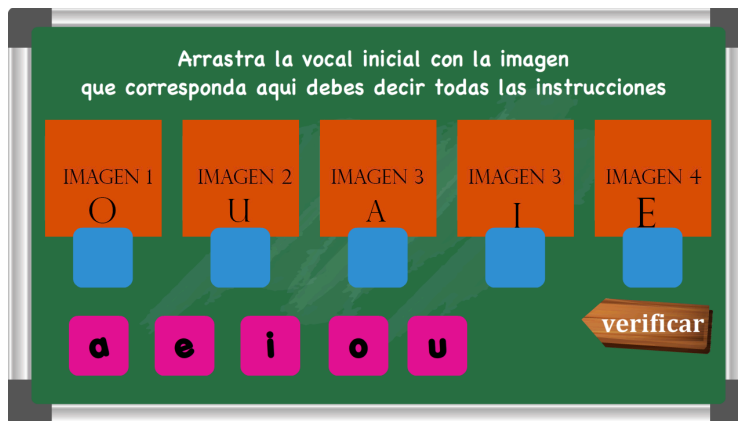 Arrastra la vocal inicial con la imagen
que corresponda aqui debes decir todas las instrucciones
IMAGEN 1
O
IMAGEN 2
U
IMAGEN 3
A
IMAGEN 3
I
IMAGEN 4
E
a e i o u
verificar